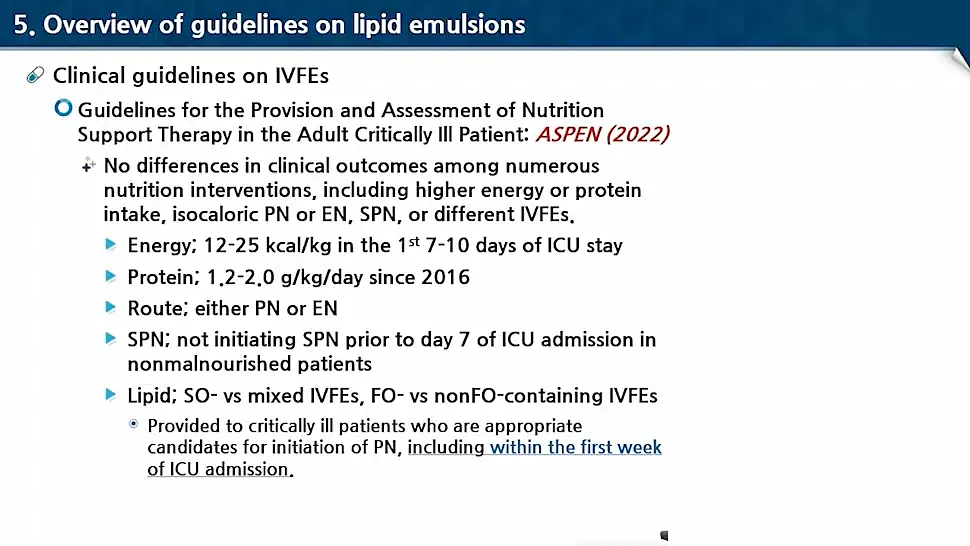 5. Overview of guidelines on lipid emulsions
Clinical guidelines on IVFEs
Guidelines for the Provision and Assessment of Nutrition
Support Therapy in the Adult Critically Ill Patient: ASPEN (2022)
No differences in clinical outcomes among numerous
nutrition interventions, including higher energy or protein
intake, isocaloric PN or EN, SPN, or different IVFEs.
Energy; 12-25 kcal/kg in the 1st 7-10 days of ICU stay
Protein; 1.2-2.0 g/kg/day since 2016
Route; either PN or EN
SPN; not initiating SPN prior to day 7 of ICU admission in
nonmalnourished patients
Lipid; SO- vs mixed IVFEs, FO- vs nonFO-containing IVFEs
Provided to critically ill patients who are appropriate
candidates for initiation of PN, including within the first week
of ICU admission.